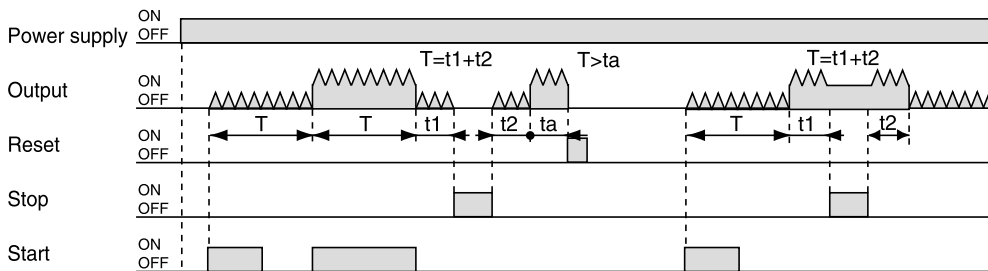 Power supply ON OFF
T=t1+t2 T>ta T=t1+t2
Output ON OFF
T T t1 t2 ta T t1 t2
Reset ON OFF
Stop ON OFF
Start ON OFF